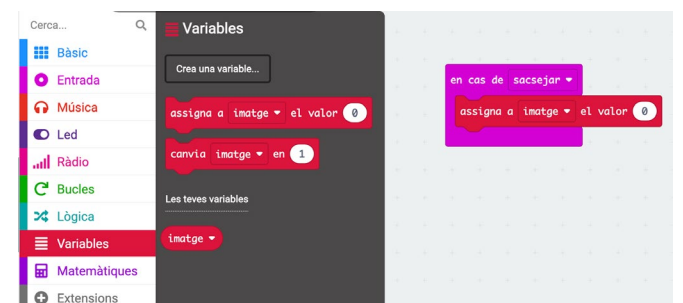 Cerca...
Bàsic
Entrada
Música
Led
Ràdio
Bucles
Lògica
Variables
Matemàtiques
Extensions
Variables
Crea una variable...
assigna a imatge el valor 0
canvia imatge en 1
Les teves variables
imatge
en cas de sacsejar
assigna a imatge el valor 0